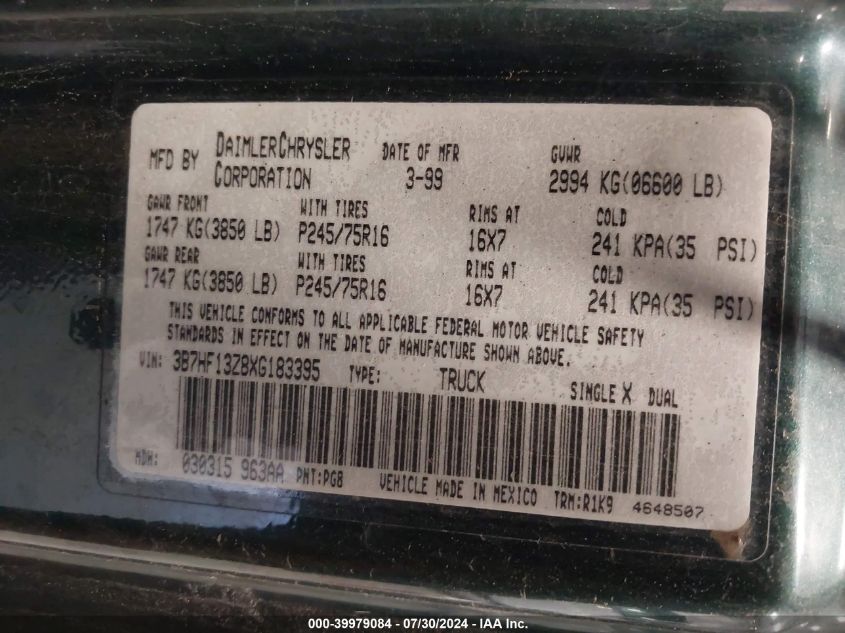 MFD BY DAIMLERCHRYSLER CORPORATION DATE OF MFR 3-99 GVWR 2994 KG(06600 LB)
GAWR FRONT WITH TIRES RIMS AT COLD
1747 KG(3850 LB) P245/75R16 16X7 241 KPA(35 PSI)
GAWR REAR WITH TIRES RIMS AT COLD
1747 KG(3850 LB) P245/75R16 16X7 241 KPA(35 PSI)
THIS VEHICLE CONFORMS TO ALL APPLICABLE FEDERAL MOTOR VEHICLE SAFETY
STANDARDS IN EFFECT ON THE DATE OF MANUFACTURE SHOWN ABOVE.
VIN: 3B7HF13Z8XG183395 TYPE: TRUCK SINGLE X DUAL
MDH: 030315 963AA PNT:PG8 VEHICLE MADE IN MEXICO TRM:R1K9 4648507
000-39979084 - 07/30/2024 - IAA Inc.